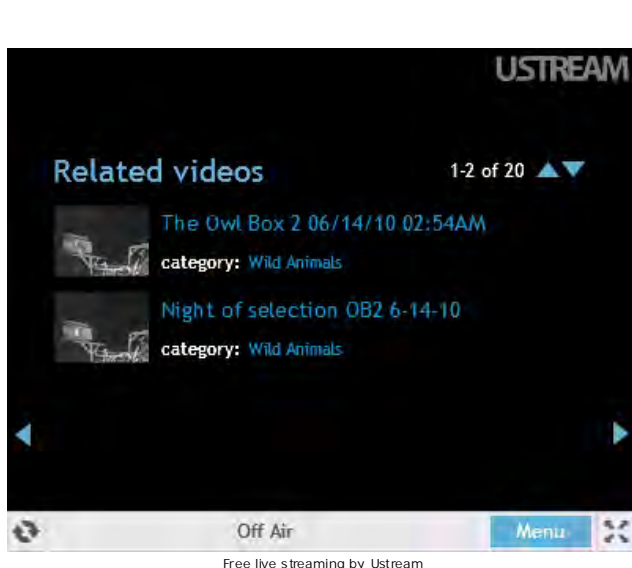 USTREAM
Related videos
1-2 of 20
The Owl Box 2 06/14/10 02:54AM
category: Wild Animals
Night of selection OB2 6-14-10
category: Wild Animals
Off Air
Menu
Free live streaming by Ustream